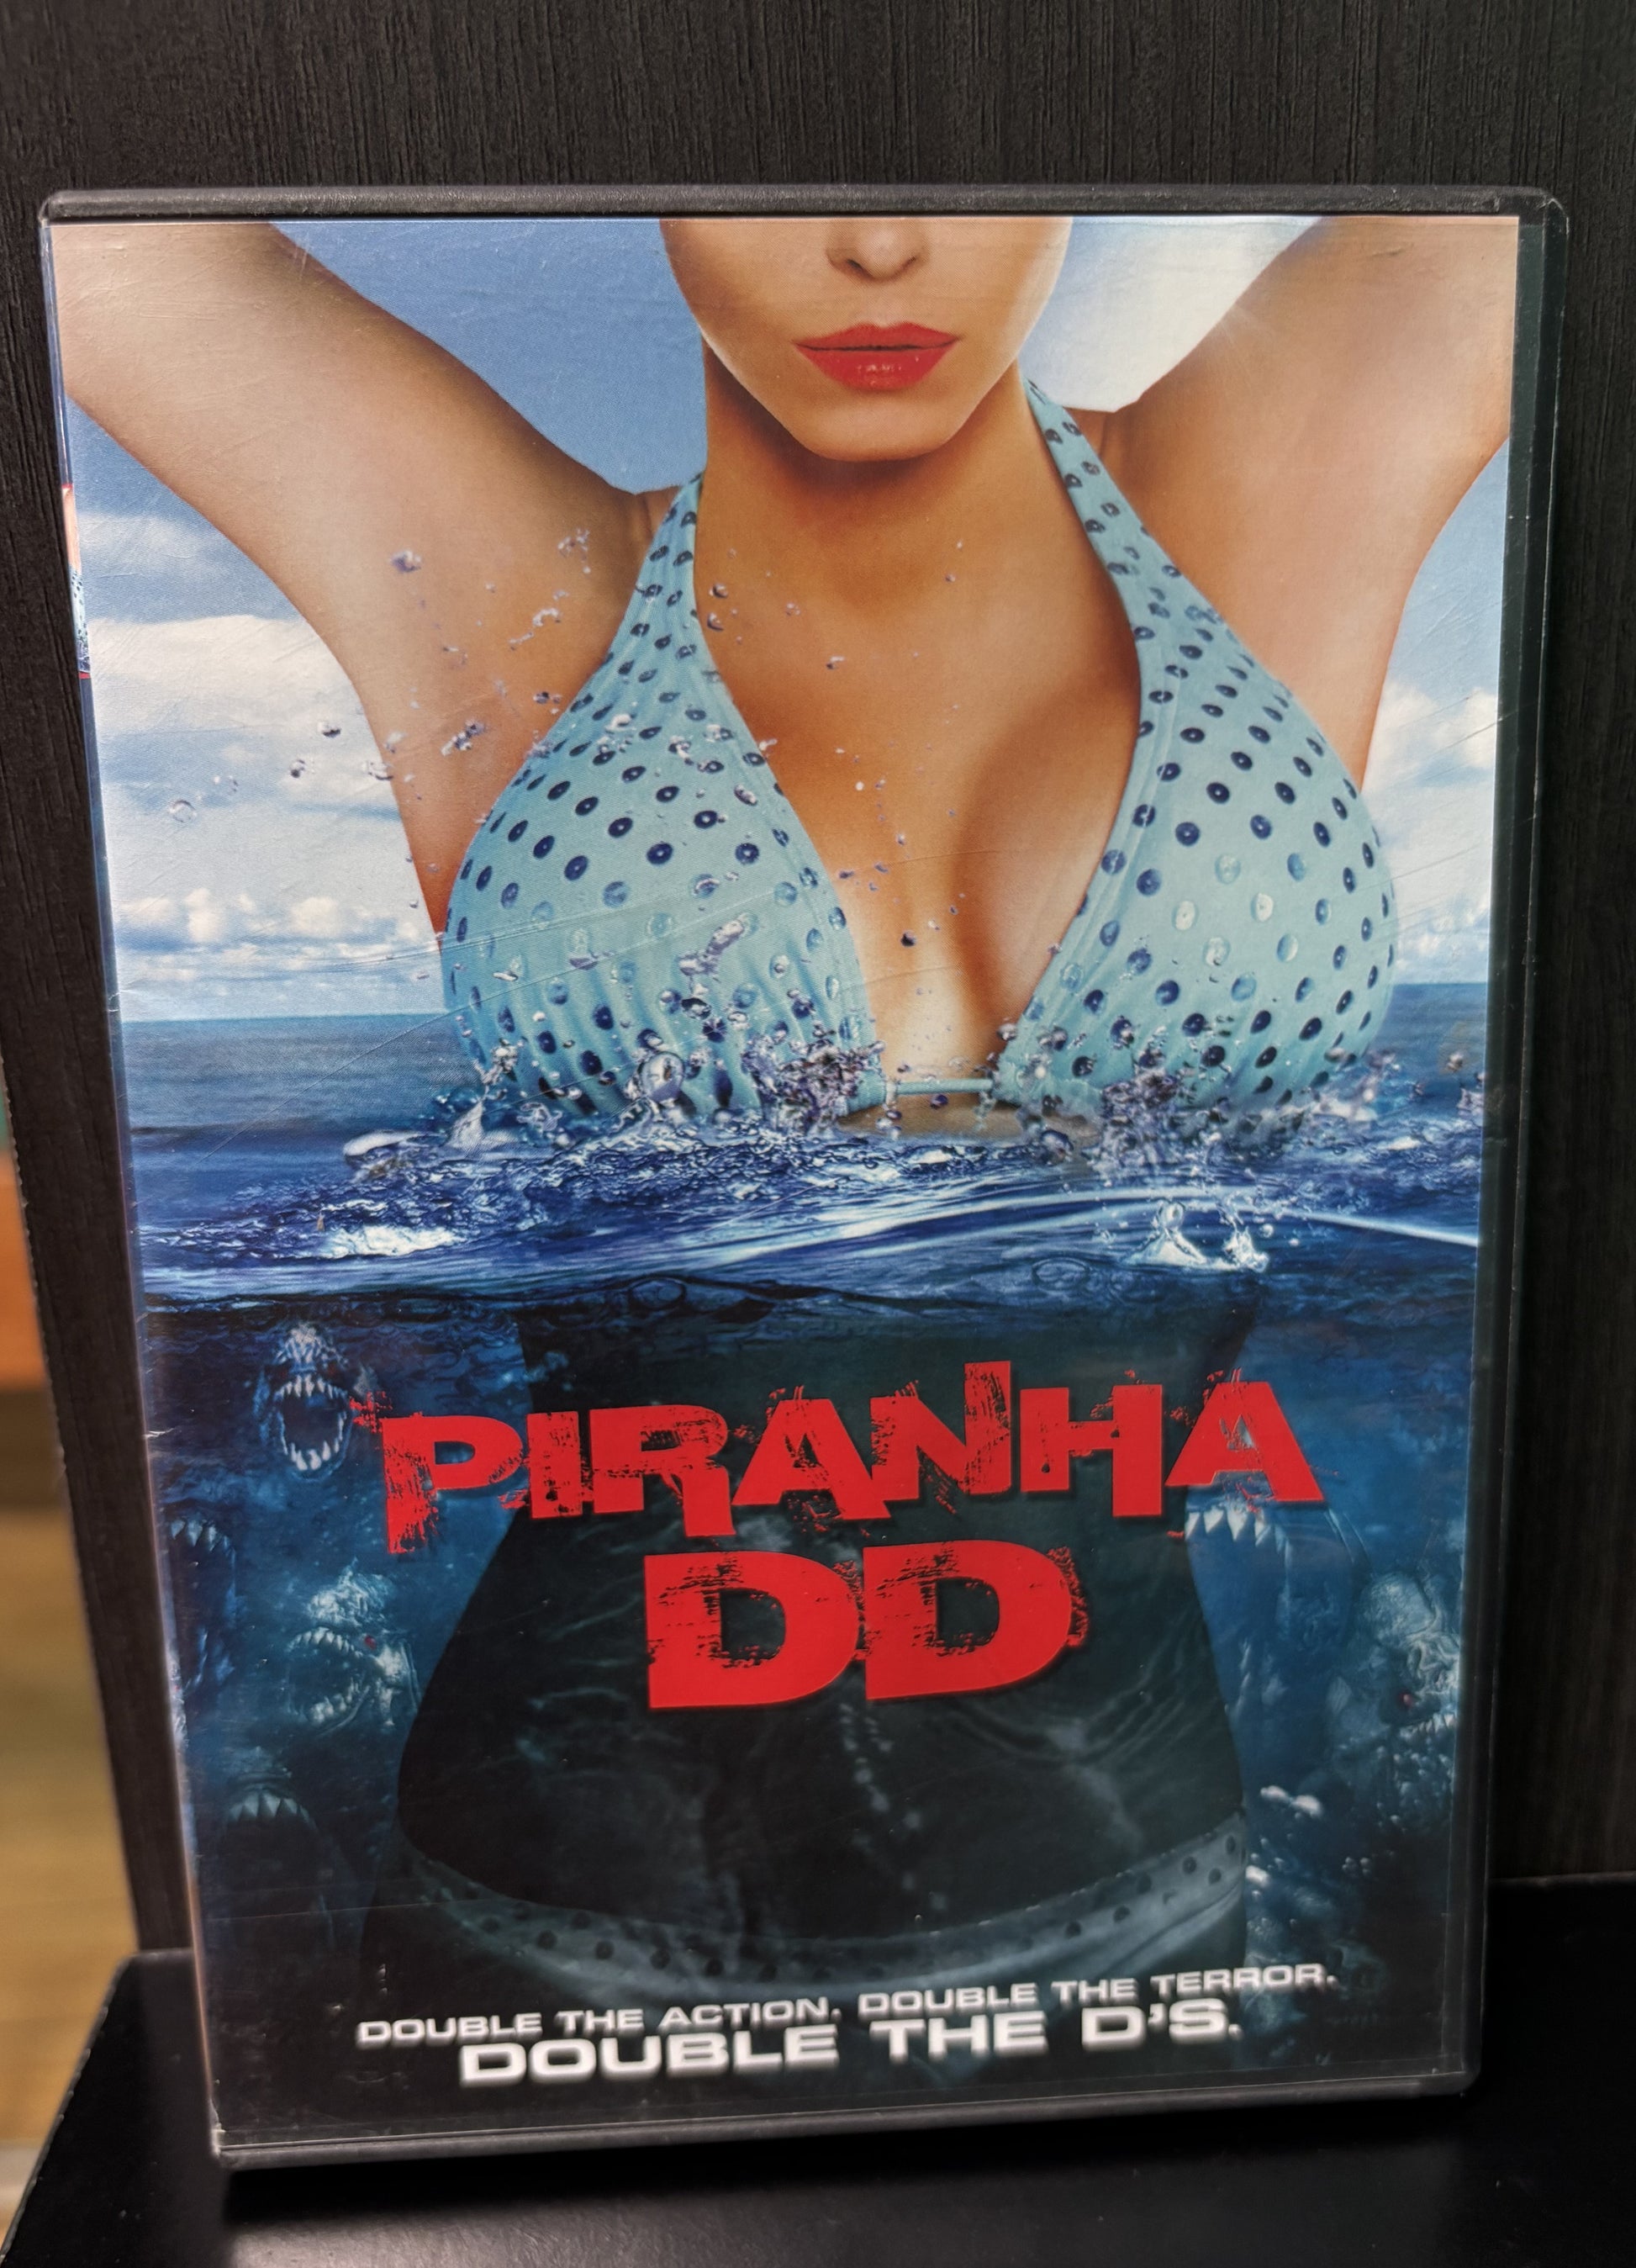 PIRANHA
DD
DOUBLE THE ACTION. DOUBLE THE TERROR.
DOUBLE THE D'S.